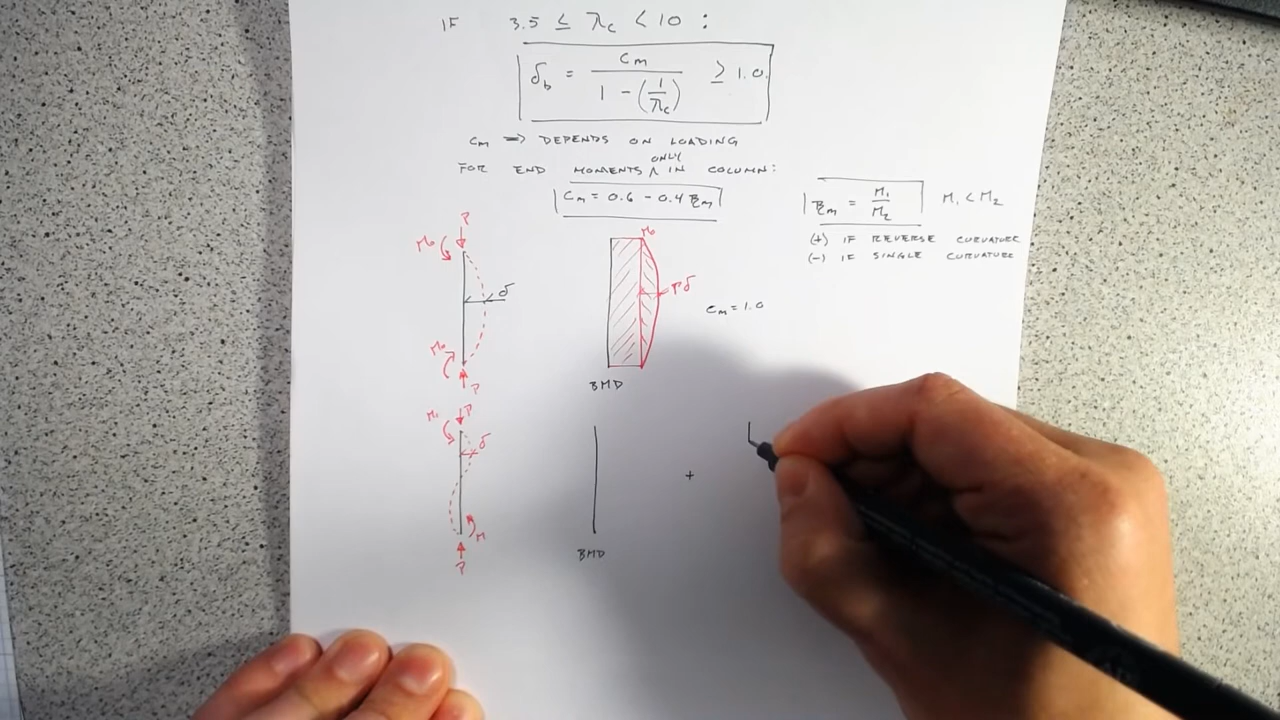 IF 3.5 ≤ λc < 10 :
δb = Cm / (1 - (1/λc)) ≥ 1.0
Cm => DEPENDS ON LOADING
FOR END MOMENTS ONLY IN COLUMN:
Cm = 0.6 - 0.4 βm
βm = M1 / M2 M1 < M2
(+) IF REVERSE CURVATURE
(-) IF SINGLE CURVATURE
P
Mo
δ
Mo
P
Mo
Pδ
Cm = 1.0
BMD
P
M1
δ
M
P
+
BMD